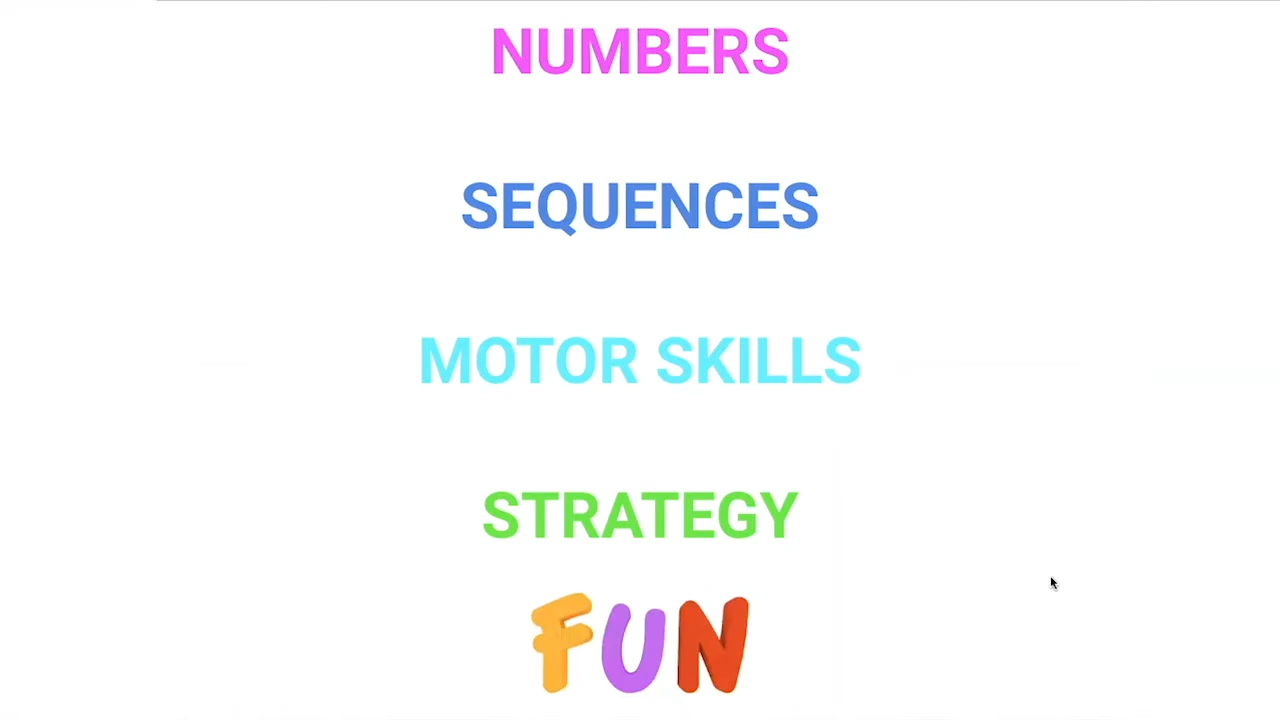 NUMBERS
SEQUENCES
MOTOR SKILLS
STRATEGY
FUN